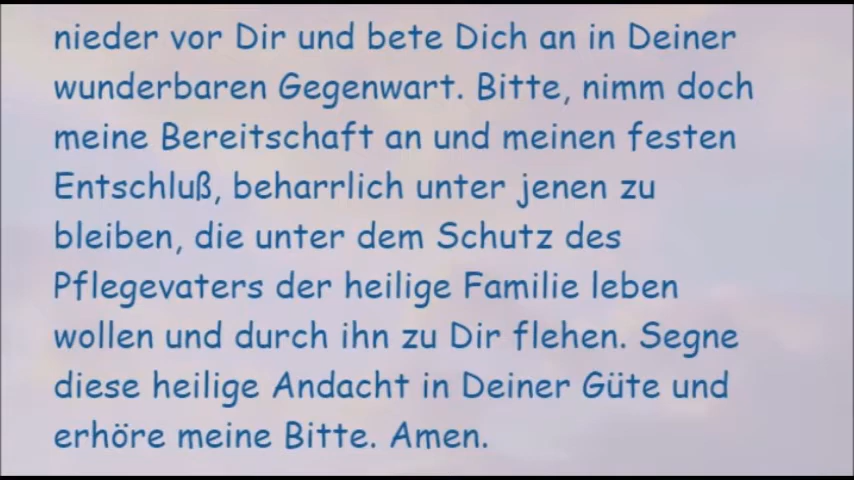 nieder vor Dir und bete Dich an in Deiner
wunderbaren Gegenwart. Bitte, nimm doch
meine Bereitschaft an und meinen festen
Entschluß, beharrlich unter jenen zu
bleiben, die unter dem Schutz des
Pflegevaters der heilige Familie leben
wollen und durch ihn zu Dir flehen. Segne
diese heilige Andacht in Deiner Güte und
erhöre meine Bitte. Amen.